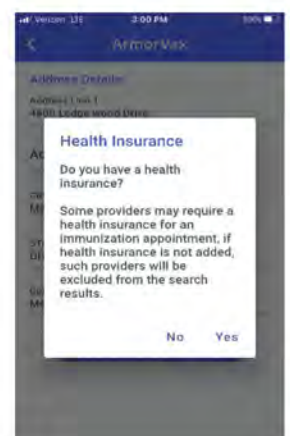 Verizon LTE 2:00 PM 100%
ArmorVax
Address Details
Address Line 1
4800 Lodge wood Drive
Health Insurance
Do you have a health
insurance?
Some providers may require a
health insurance for an
immunization appointment, if
health insurance is not added,
such providers will be
excluded from the search
results.
No Yes